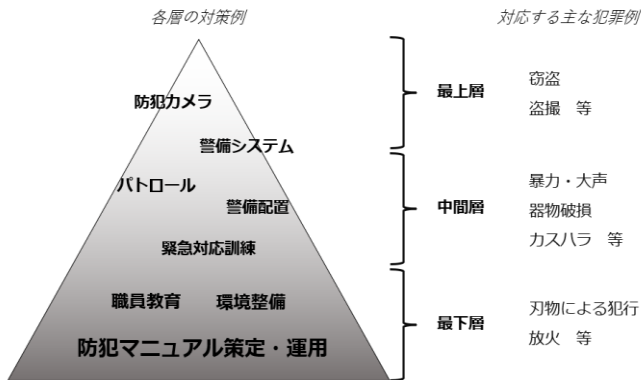 各層の対策例
対応する主な犯罪例
防犯カメラ
警備システム
パトロール
警備配置
緊急対応訓練
職員教育
環境整備
防犯マニュアル策定・運用
最上層
窃盗
盗撮　等
中間層
暴力・大声
器物破損
カスハラ　等
最下層
刃物による犯行
放火　等